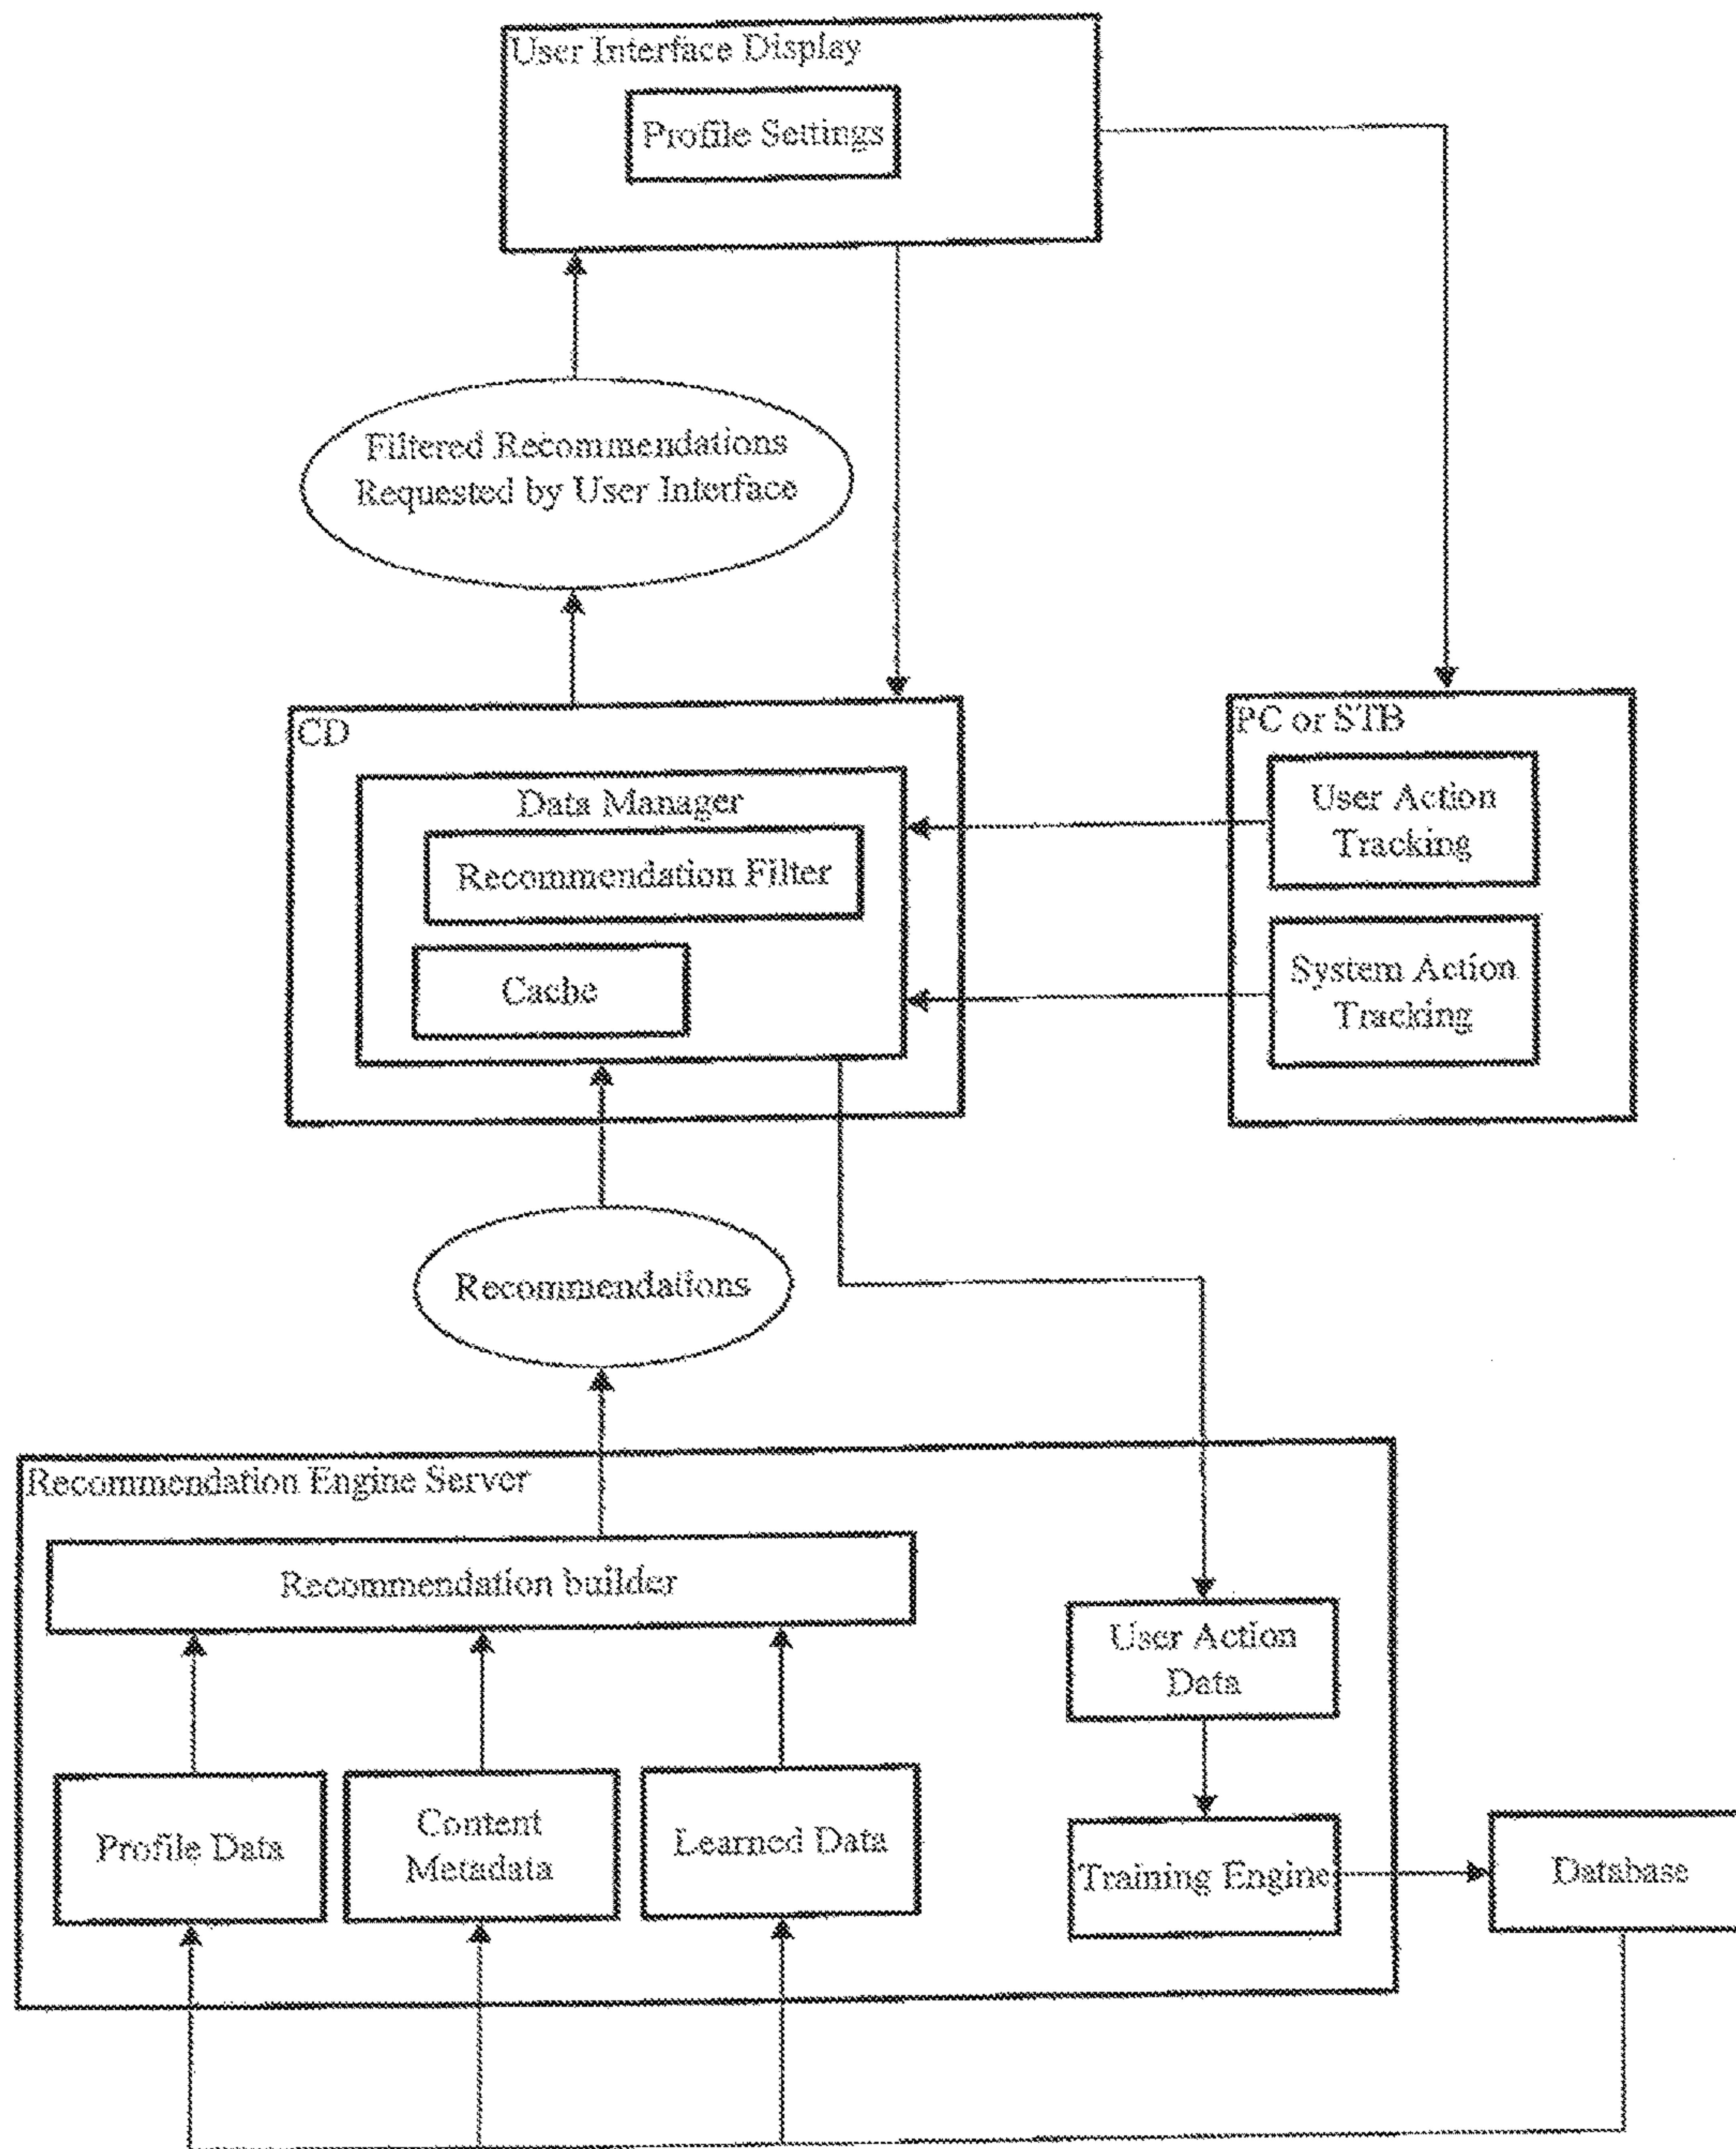 User Interface Display
Profile Settings
Filtered Recommendations
Requested by User Interface
CD
Data Manager
Recommendation Filter
Cache
PC or STB
User Action
Tracking
System Action
Tracking
Recommendations
Recommendation Engine Server
Recommendation builder
User Action
Data
Profile Data
Content
Metadata
Learned Data
Training Engine
Database